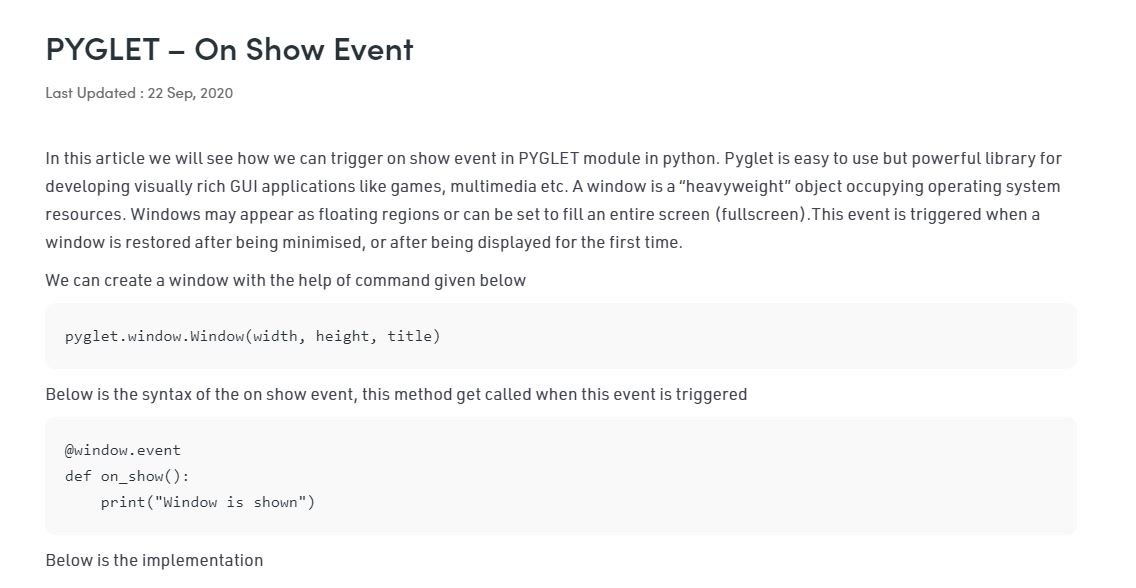 PYGLET – On Show Event
Last Updated : 22 Sep, 2020
In this article we will see how we can trigger on show event in PYGLET module in python. Pyglet is easy to use but powerful library for
developing visually rich GUI applications like games, multimedia etc. A window is a “heavyweight” object occupying operating system
resources. Windows may appear as floating regions or can be set to fill an entire screen (fullscreen).This event is triggered when a
window is restored after being minimised, or after being displayed for the first time.
We can create a window with the help of command given below
pyglet.window.Window(width, height, title)
Below is the syntax of the on show event, this method get called when this event is triggered
@window.event
def on_show():
    print("Window is shown")
Below is the implementation